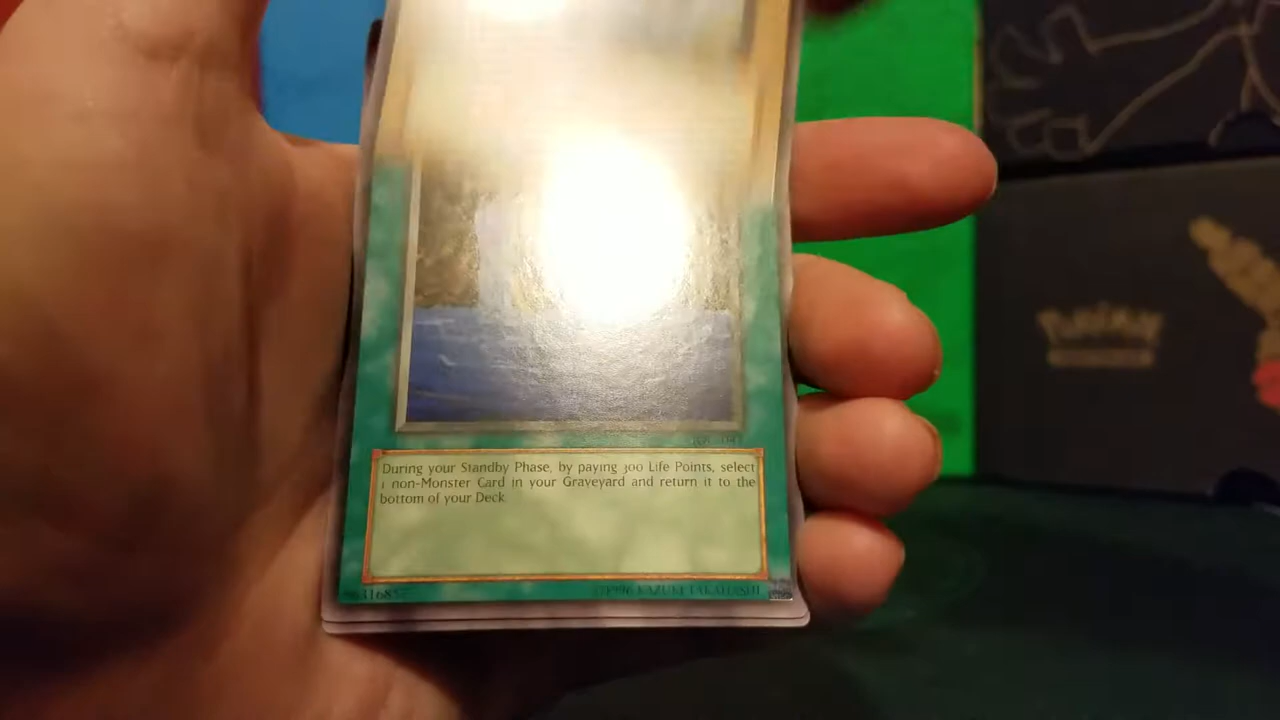 During your Standby Phase, by paying 300 Life Points, select
1 non-Monster Card in your Graveyard and return it to the
bottom of your Deck.
©1996 KAZUKI TAKAHASHI
Pokémon